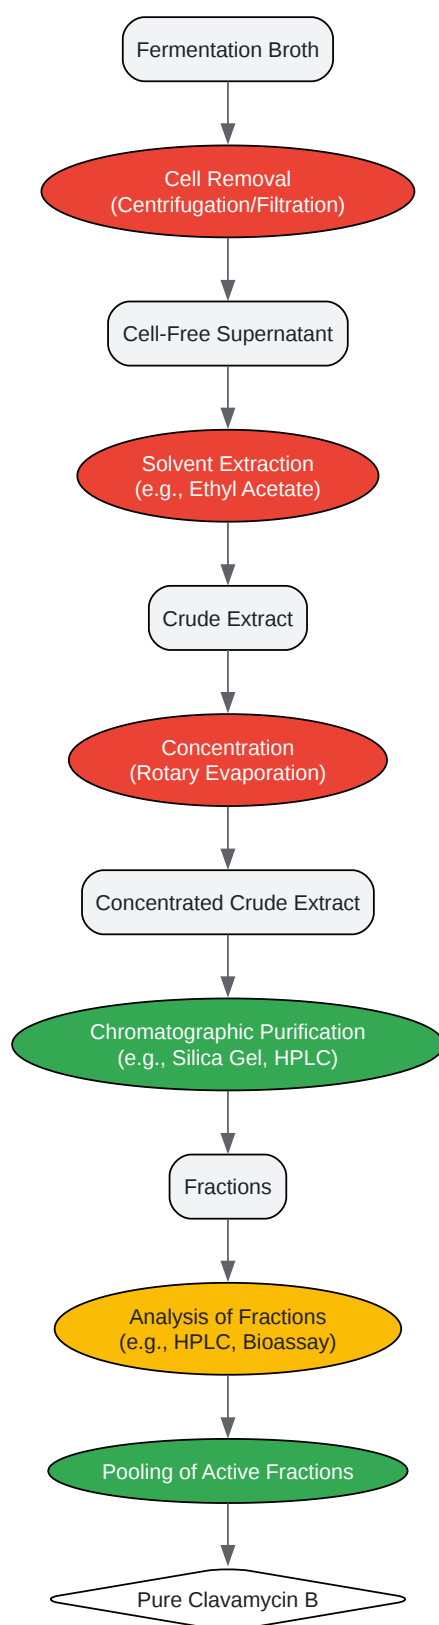 Fermentation Broth
Cell Removal
(Centrifugation/Filtration)
Cell-Free Supernatant
Solvent Extraction
(e.g., Ethyl Acetate)
Crude Extract
Concentration
(Rotary Evaporation)
Concentrated Crude Extract
Chromatographic Purification
(e.g., Silica Gel, HPLC)
Fractions
Analysis of Fractions
(e.g., HPLC, Bioassay)
Pooling of Active Fractions
Pure Clavamycin B